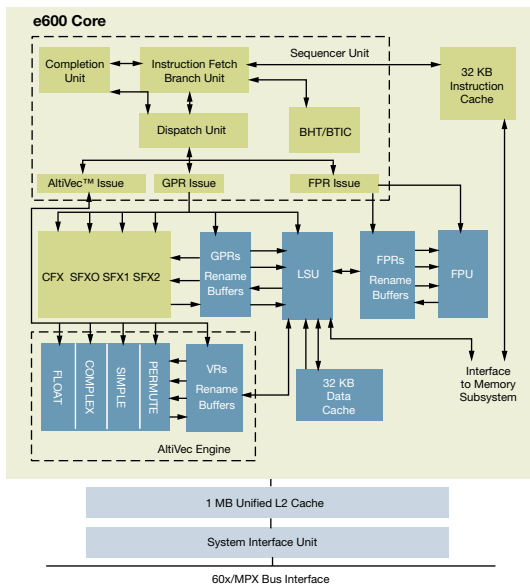 e600 Core
Sequencer Unit
Completion
Unit
Instruction Fetch
Branch Unit
32 KB
Instruction
Cache
Dispatch Unit
BHT/BTIC
AltiVec™ Issue
GPR Issue
FPR Issue
CFX SFXO SFX1 SFX2
GPRs
Rename
Buffers
LSU
FPRs
Rename
Buffers
FPU
FLOAT
COMPLEX
SIMPLE
PERMUTE
VRs
Rename
Buffers
32 KB
Data
Cache
Interface
to Memory
Subsystem
AltiVec Engine
1 MB Unified L2 Cache
System Interface Unit
60x/MPX Bus Interface